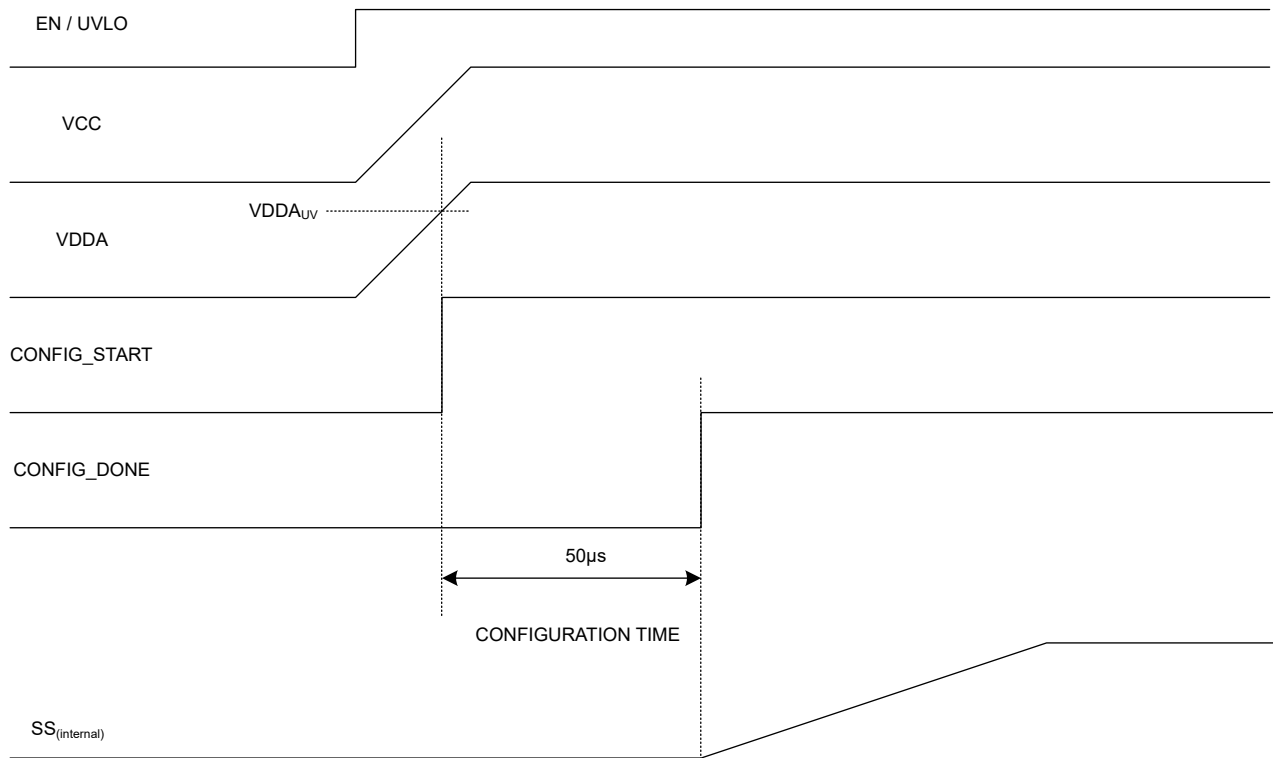 EN / UVLO
VCC
VDDA_UV
VDDA
CONFIG_START
CONFIG_DONE
50µs
CONFIGURATION TIME
SS_(internal)